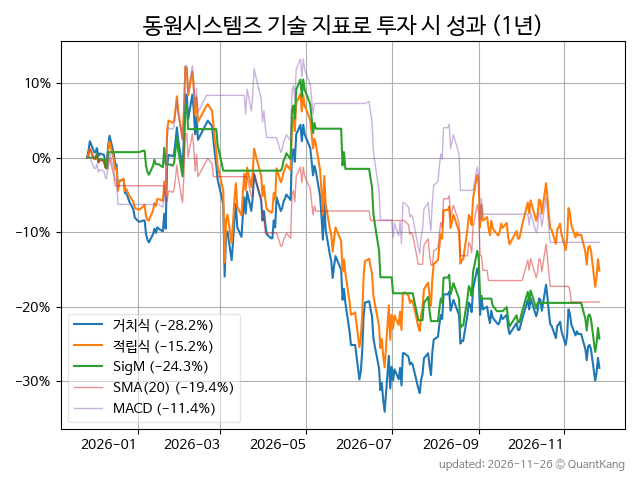 동원시스템즈 기술 지표로 투자 시 성과 (1년)
10%
0%
−10%
−20%
−30%
거치식 (−28.2%)
적립식 (−15.2%)
SigM (−24.3%)
SMA(20) (−19.4%)
MACD (−11.4%)
2026-01
2026-03
2026-05
2026-07
2026-09
2026-11
updated: 2026-11-26 © QuantKang